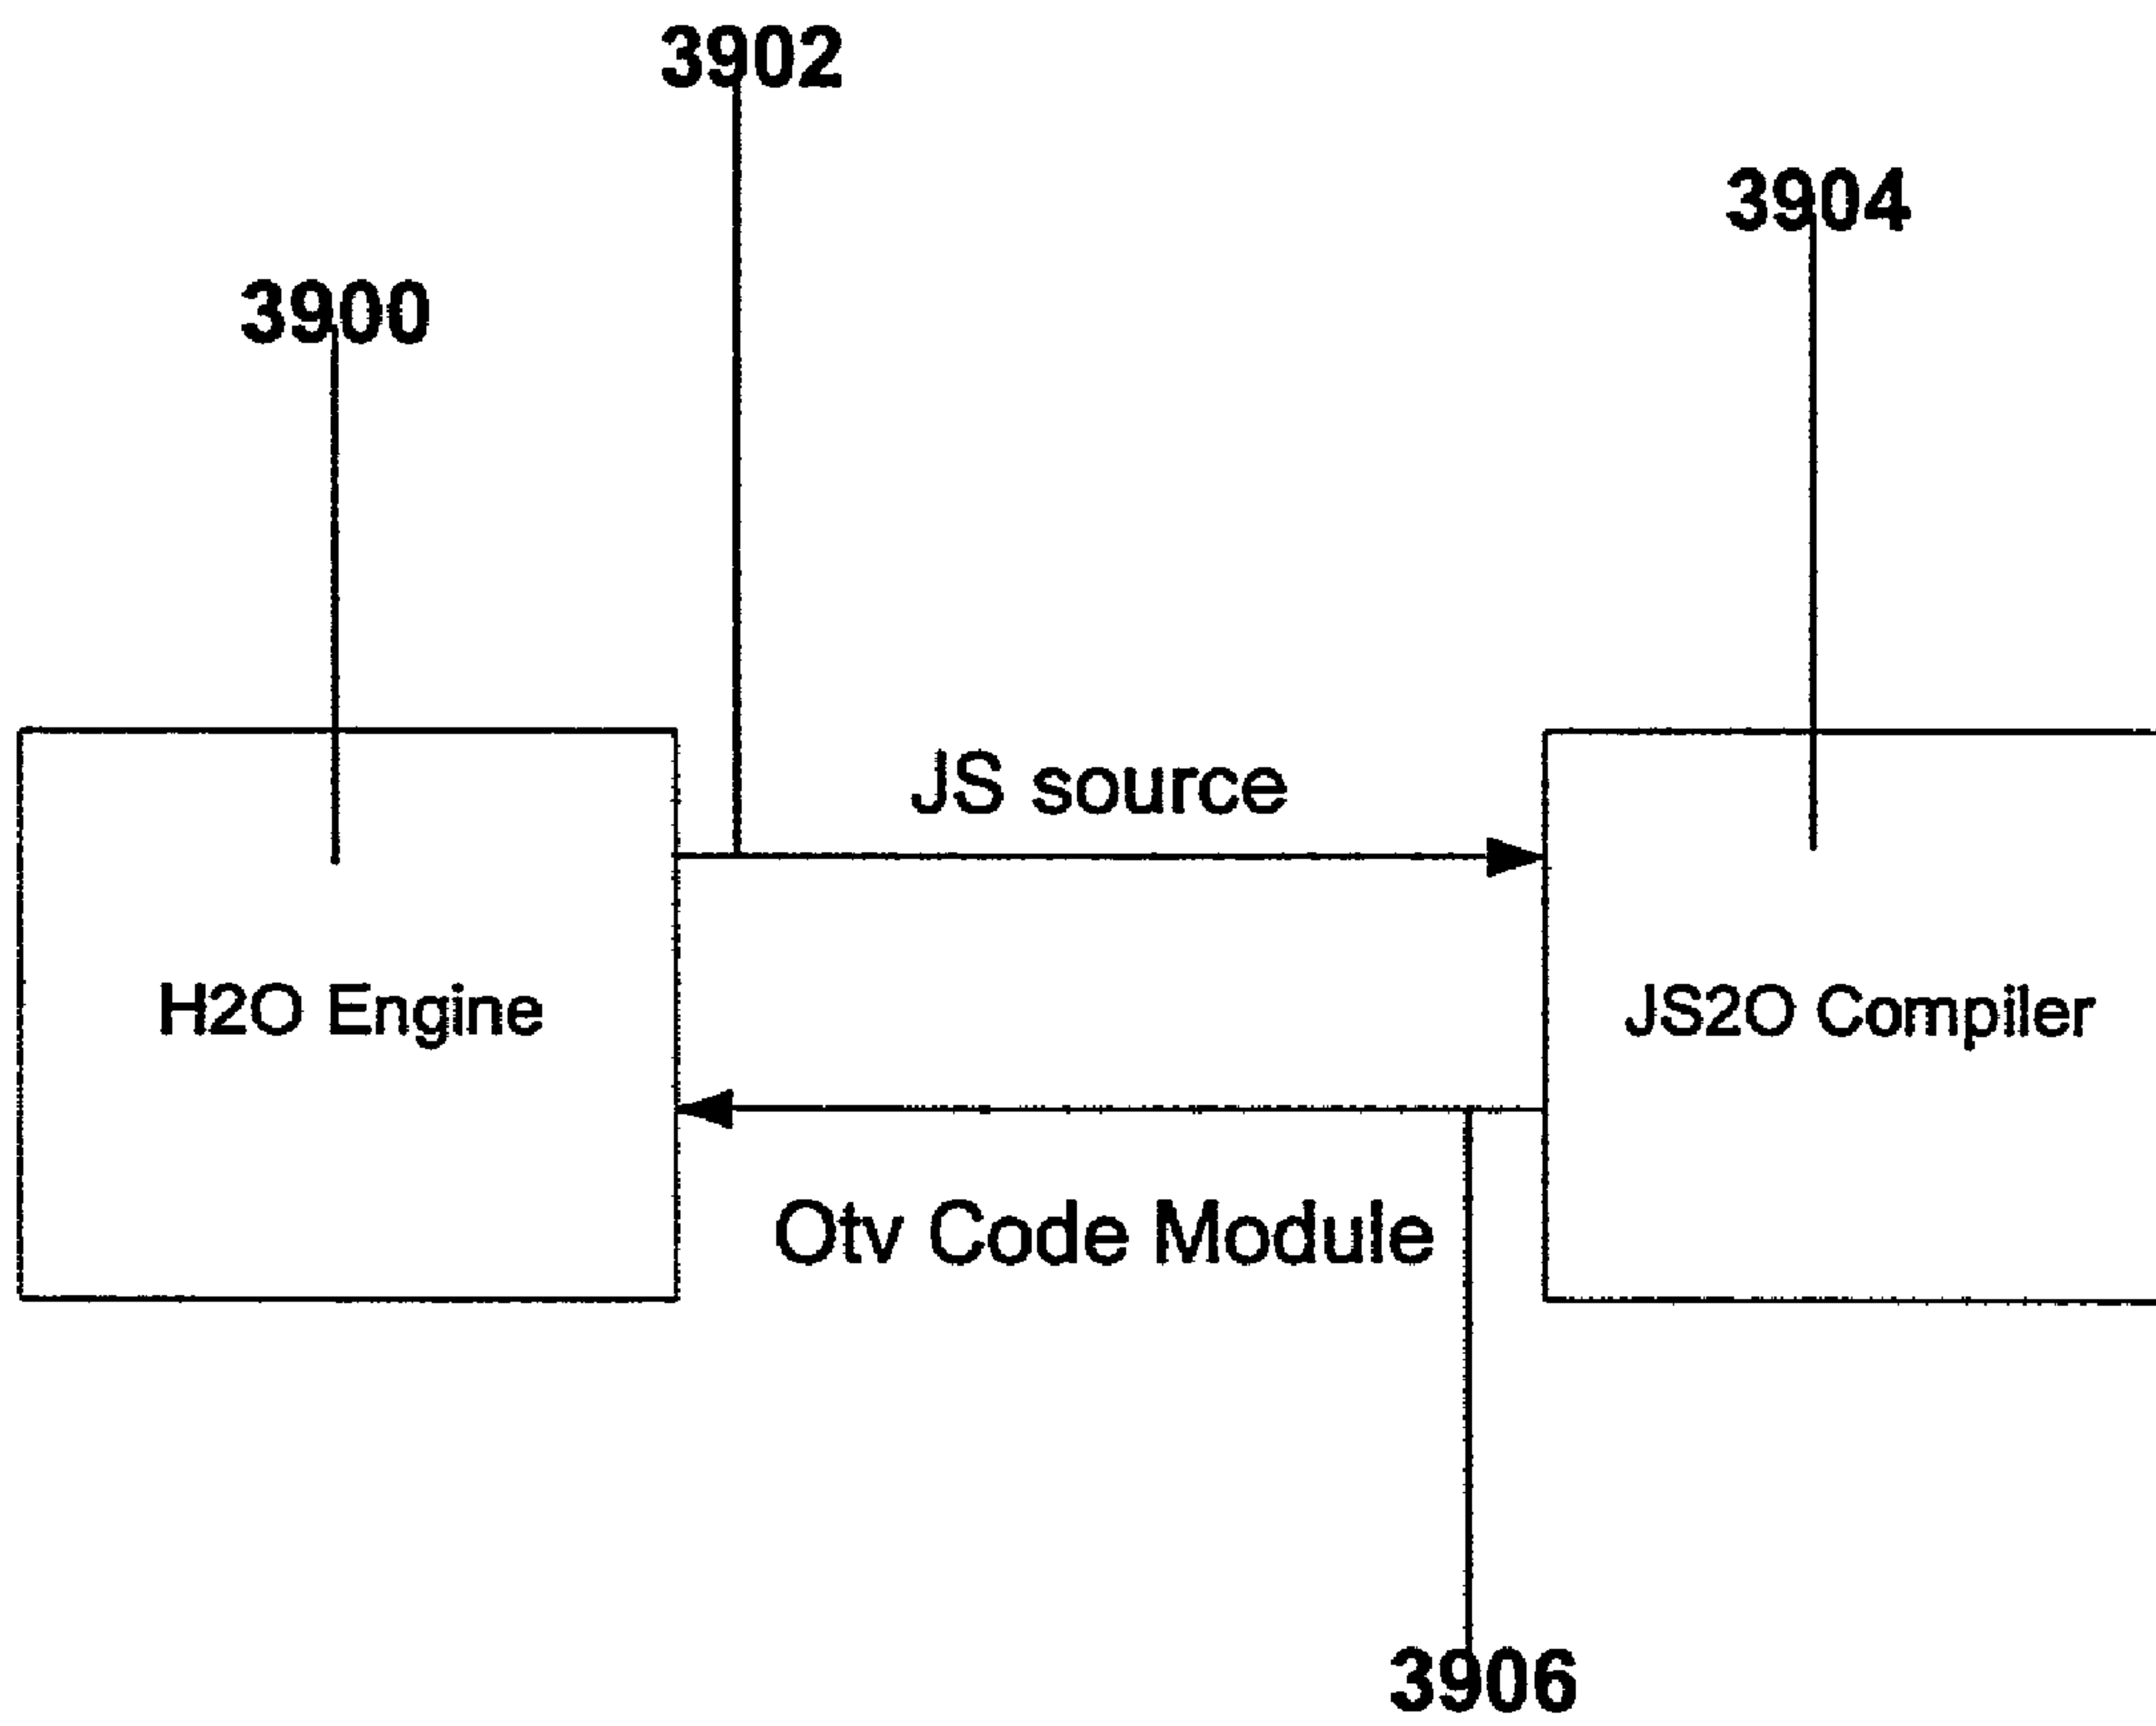 3902
3904
3900
JS source
H2O Engine
JS2O Compiler
Otv Code Module
3906